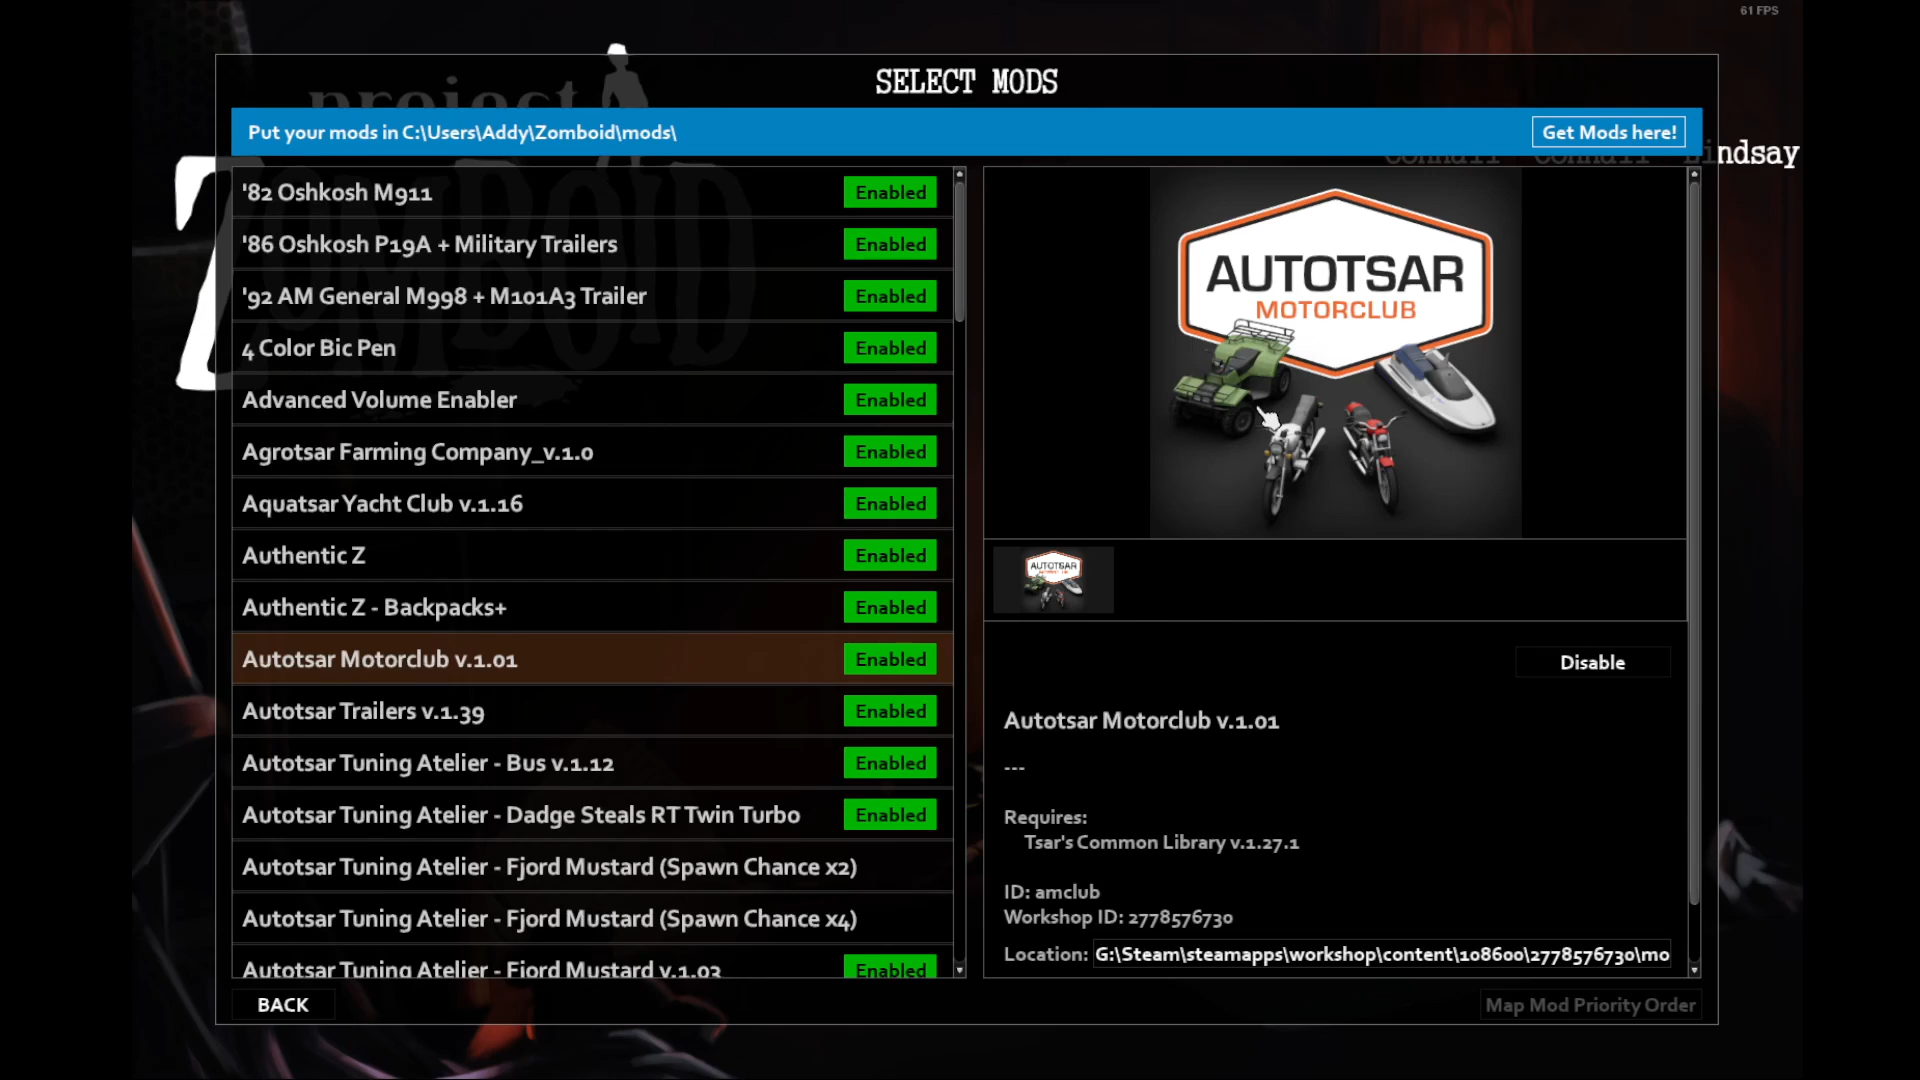 61 FPS
project
ZOMBOID
SELECT MODS
Put your mods in C:\Users\Addy\Zomboid\mods\
Get Mods here!
Connall Connall Lindsay
'82 Oshkosh M911 Enabled
'86 Oshkosh P19A + Military Trailers Enabled
'92 AM General M998 + M101A3 Trailer Enabled
4 Color Bic Pen Enabled
Advanced Volume Enabler Enabled
Agrotsar Farming Company_v.1.0 Enabled
Aquatsar Yacht Club v.1.16 Enabled
Authentic Z Enabled
Authentic Z - Backpacks+ Enabled
Autotsar Motorclub v.1.01 Enabled
Autotsar Trailers v.1.39 Enabled
Autotsar Tuning Atelier - Bus v.1.12 Enabled
Autotsar Tuning Atelier - Dadge Steals RT Twin Turbo Enabled
Autotsar Tuning Atelier - Fjord Mustard (Spawn Chance x2)
Autotsar Tuning Atelier - Fjord Mustard (Spawn Chance x4)
Autotsar Tuning Atelier - Fjord Mustard v.1.03 Enabled
AUTOTSAR
MOTORCLUB
AUTOTSAR
Disable
Autotsar Motorclub v.1.01
---
Requires:
Tsar's Common Library v.1.27.1
ID: amclub
Workshop ID: 2778576730
Location: G:\Steam\steamapps\workshop\content\108600\2778576730\mo
BACK
Map Mod Priority Order